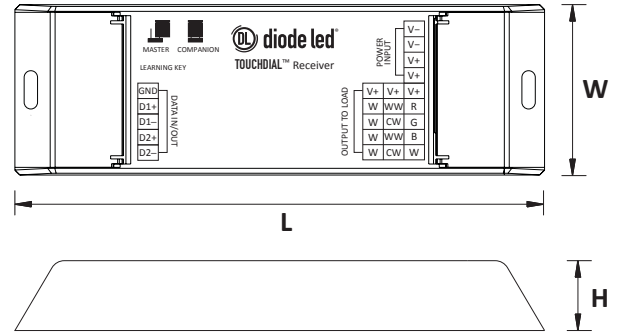 MASTER COMPANION
LEARNING KEY
DL diode led®
TOUCHDIAL™ Receiver
POWER INPUT
V−
V−
V+
V+
GND
D1+
D1−
D2+
D2−
DATA IN/OUT
OUTPUT TO LOAD
V+ V+ V+
W WW R
W CW G
W WW B
W CW W
W
L
H